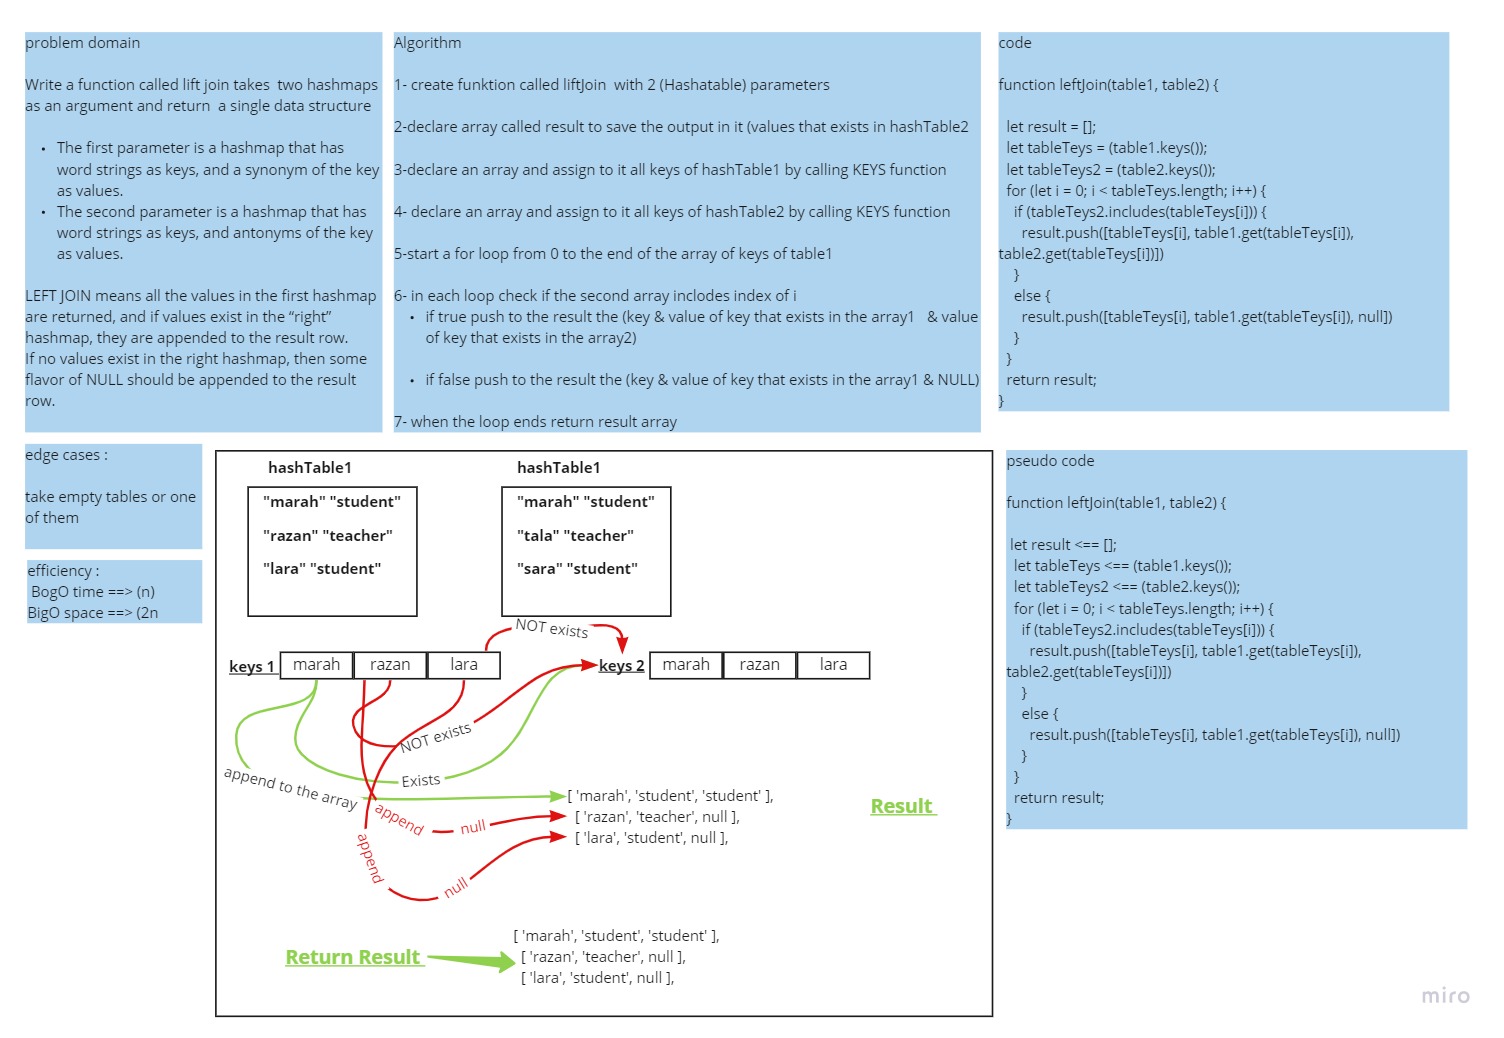 problem domain
Write a function called lift join takes  two hashmaps
as an argument and return  a single data structure
• The first parameter is a hashmap that has
word strings as keys, and a synonym of the key
as values.
• The second parameter is a hashmap that has
word strings as keys, and antonyms of the key
as values.
LEFT JOIN means all the values in the first hashmap
are returned, and if values exist in the “right”
hashmap, they are appended to the result row.
If no values exist in the right hashmap, then some
flavor of NULL should be appended to the result
row.
Algorithm
1- create funktion called liftJoin  with 2 (Hashatable) parameters
2-declare array called result to save the output in it (values that exists in hashTable2
3-declare an array and assign to it all keys of hashTable1 by calling KEYS function
4- declare an array and assign to it all keys of hashTable2 by calling KEYS function
5-start a for loop from 0 to the end of the array of keys of table1
6- in each loop check if the second array includes index of i
• if true push to the result the (key & value of key that exists in the array1   & value
of key that exists in the array2)
• if false push to the result the (key & value of key that exists in the array1 & NULL)
7- when the loop ends return result array
code
function leftJoin(table1, table2) {
let result = [];
let tableTeys = (table1.keys());
let tableTeys2 = (table2.keys());
for (let i = 0; i < tableTeys.length; i++) {
if (tableTeys2.includes(tableTeys[i])) {
result.push([tableTeys[i], table1.get(tableTeys[i]),
table2.get(tableTeys[i])])
}
else {
result.push([tableTeys[i], table1.get(tableTeys[i]), null])
}
}
return result;
}
edge cases :
take empty tables or one
of them
efficiency :
BogO time ==> (n)
BigO space ==> (2n
hashTable1
"marah" "student"
"razan" "teacher"
"lara" "student"
hashTable1
"marah" "student"
"tala" "teacher"
"sara" "student"
NOT exists
keys 1 marah razan lara
keys 2 marah razan lara
NOT exists
Exists
append to the array
append null
append null
[ 'marah', 'student', 'student' ],
[ 'razan', 'teacher', null ],
[ 'lara', 'student', null ],
Result
Return Result
[ 'marah', 'student', 'student' ],
[ 'razan', 'teacher', null ],
[ 'lara', 'student', null ],
pseudo code
function leftJoin(table1, table2) {
let result <== [];
let tableTeys <== (table1.keys());
let tableTeys2 <== (table2.keys());
for (let i = 0; i < tableTeys.length; i++) {
if (tableTeys2.includes(tableTeys[i])) {
result.push([tableTeys[i], table1.get(tableTeys[i]),
table2.get(tableTeys[i])])
}
else {
result.push([tableTeys[i], table1.get(tableTeys[i]), null])
}
}
return result;
}
miro